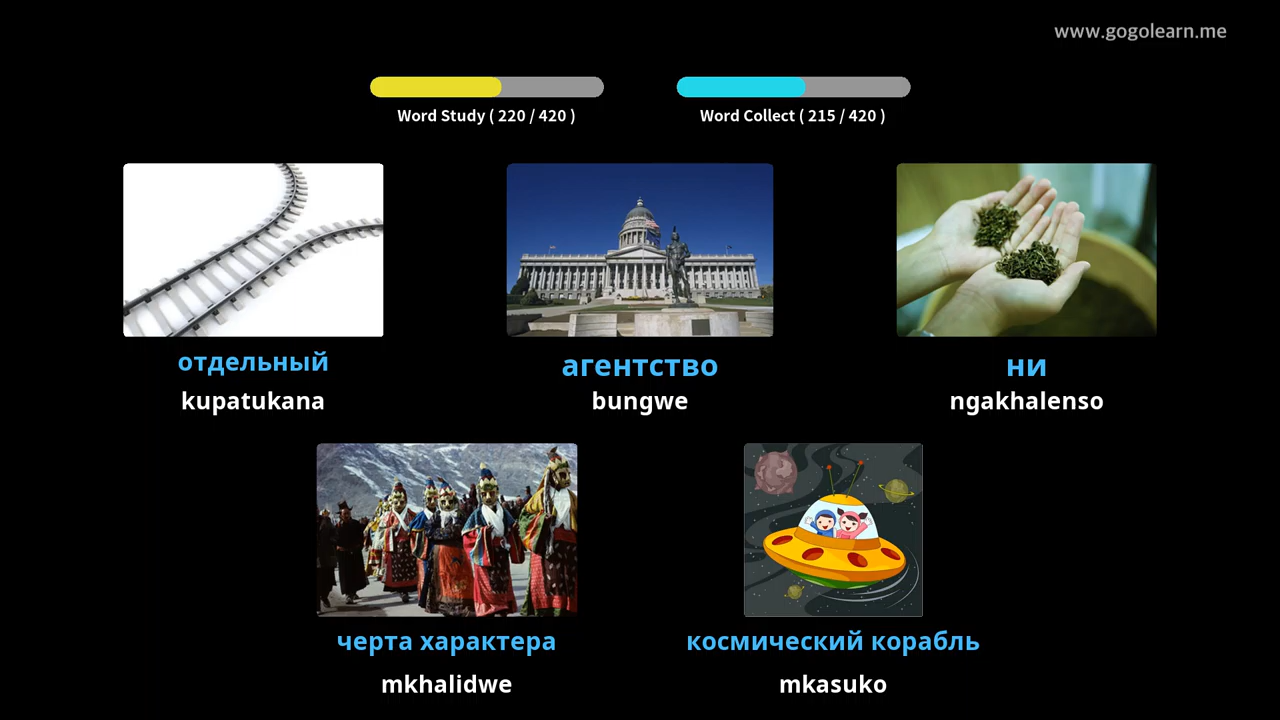 www.gogolearn.me
Word Study ( 220 / 420 )
Word Collect ( 215 / 420 )
отдельный
kupatukana
агентство
bungwe
ни
ngakhalenso
черта характера
mkhalidwe
космический корабль
mkasuko